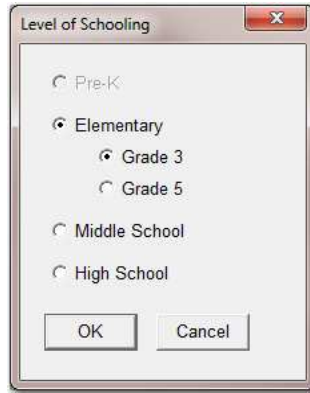 Level of Schooling
Pre-K
Elementary
Grade 3
Grade 5
Middle School
High School
OK Cancel